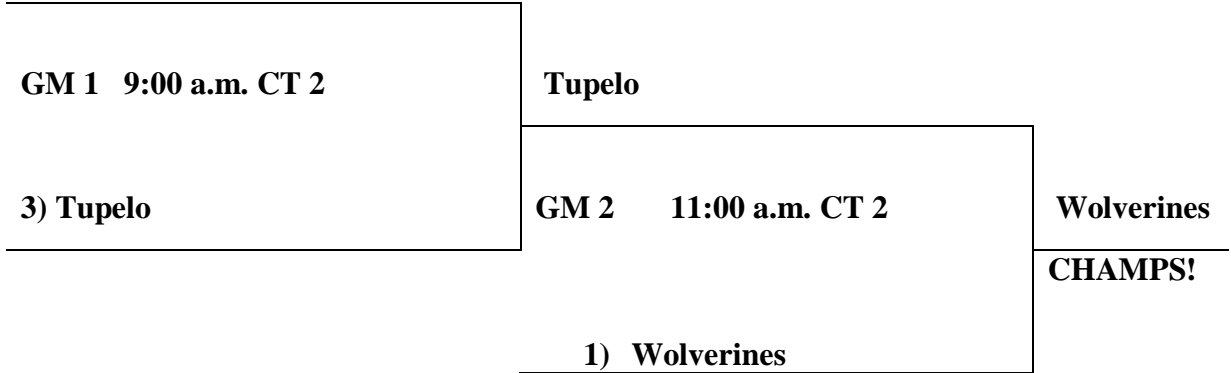 GM 1 9:00 a.m. CT 2
Tupelo
3) Tupelo
GM 2 11:00 a.m. CT 2
Wolverines
CHAMPS!
1) Wolverines